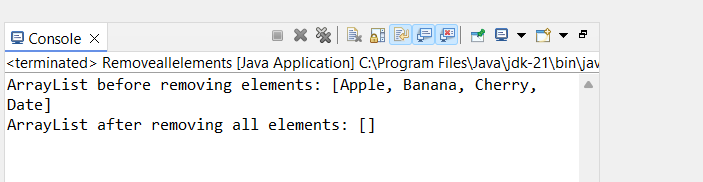 Console
<terminated> Removeallelements [Java Application] C:\Program Files\Java\jdk-21\bin\jav
ArrayList before removing elements: [Apple, Banana, Cherry,
Date]
ArrayList after removing all elements: []